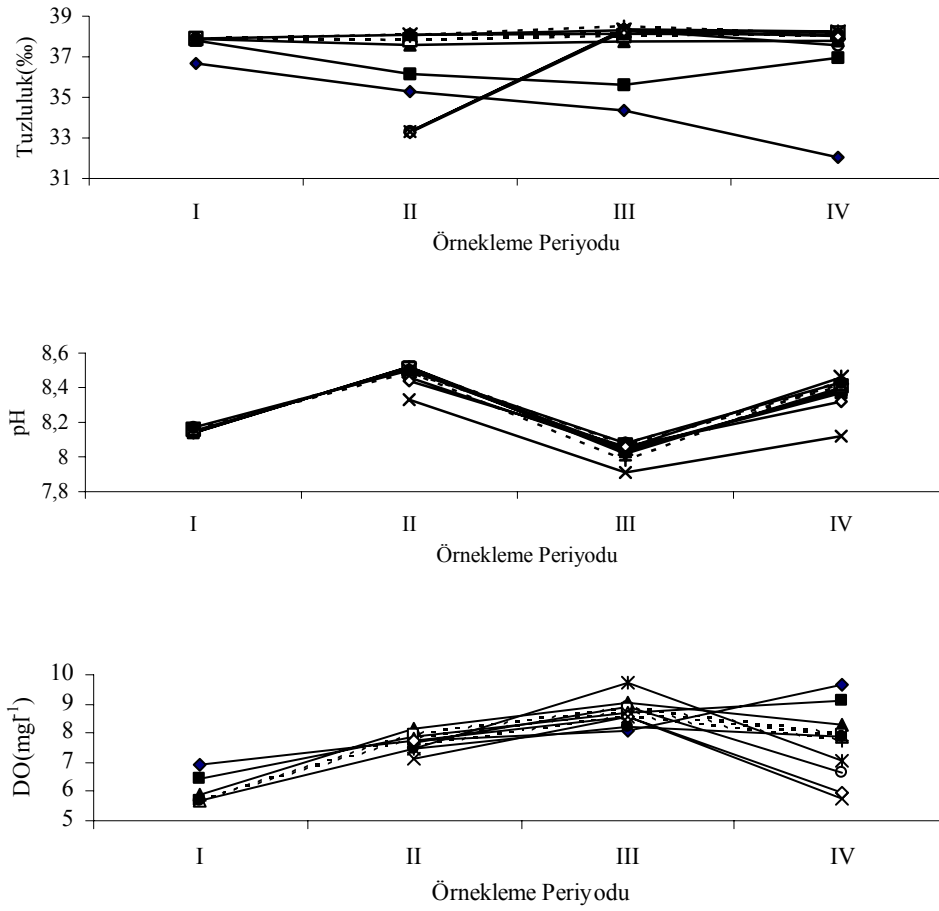 39
37
35
33
31
Tuzluluk(‰)
I II III IV
Örnekleme Periyodu
8,6
8,4
8,2
8
7,8
pH
I II III IV
Örnekleme Periyodu
10
9
8
7
6
5
DO(mgl⁻¹)
I II III IV
Örnekleme Periyodu